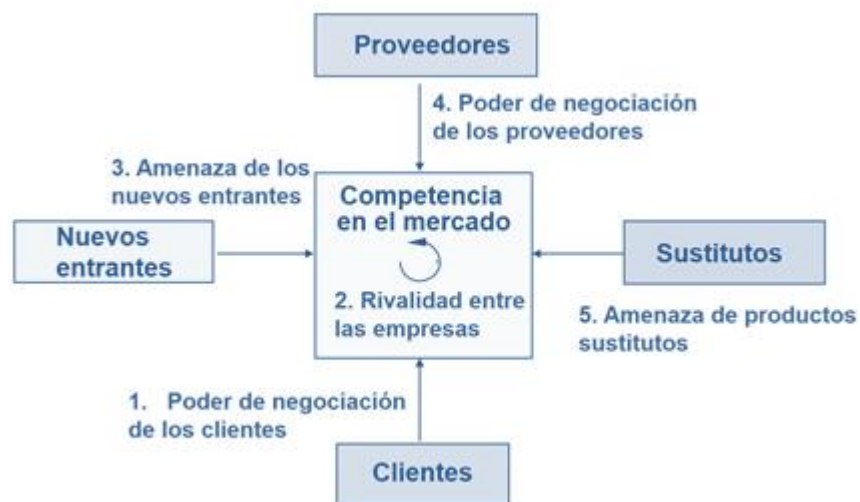 Proveedores
4. Poder de negociación
de los proveedores
3. Amenaza de los
nuevos entrantes
Competencia
en el mercado
2. Rivalidad entre
las empresas
Nuevos
entrantes
Sustitutos
5. Amenaza de productos
sustitutos
1. Poder de negociación
de los clientes
Clientes